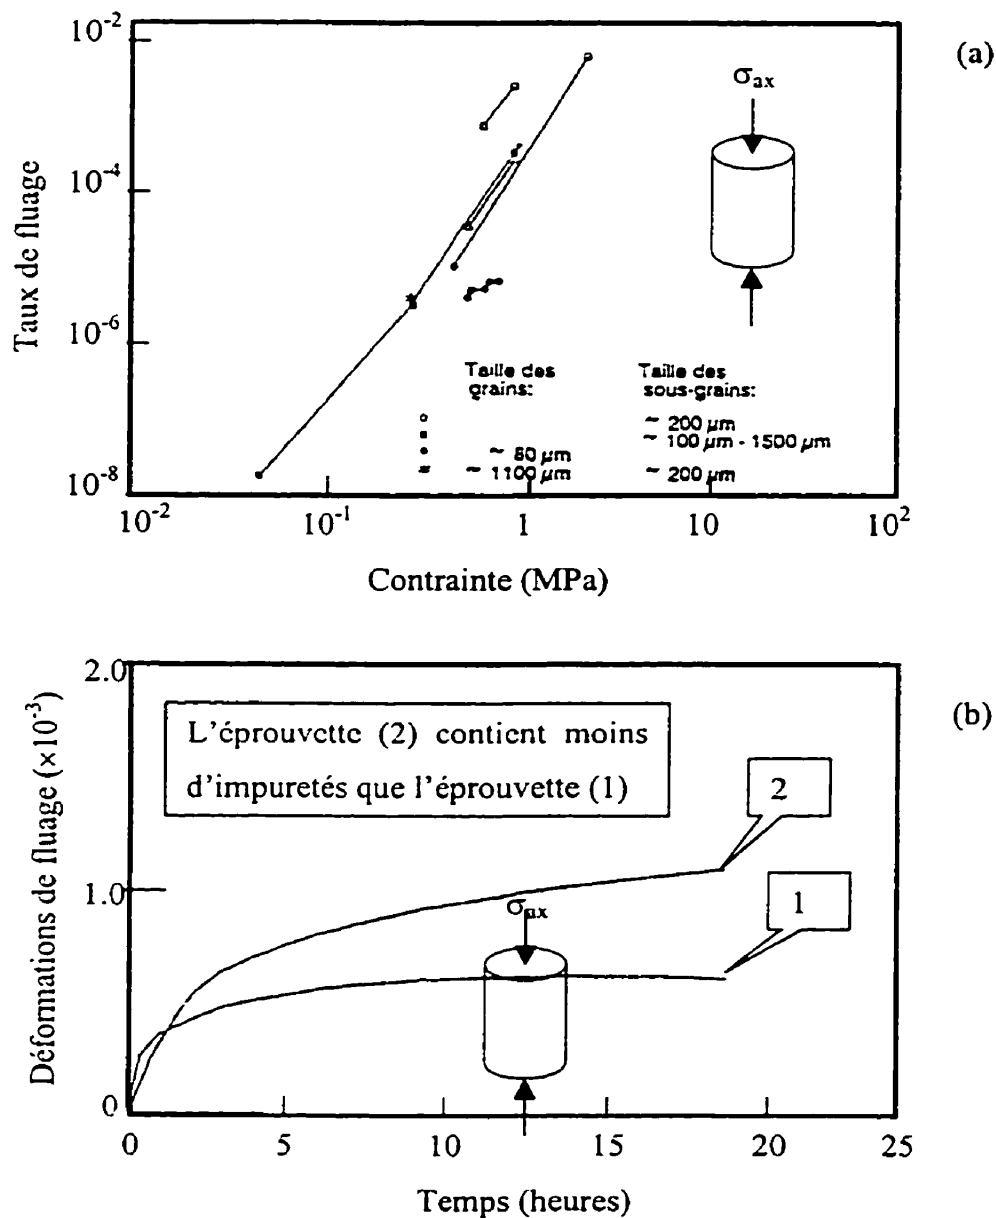 (a)
Taux de fluage
10-2
10-4
10-6
10-8
σax
Taille des grains:
Taille des sous-grains:
~ 200 µm
~ 100 µm - 1500 µm
~ 80 µm
~ 1100 µm
~ 200 µm
10-2
10-1
1
10
102
Contrainte (MPa)
(b)
Déformations de fluage (×10-3)
2.0
1.0
0
L'éprouvette (2) contient moins
d'impuretés que l'éprouvette (1)
2
1
σax
0
5
10
15
20
25
Temps (heures)